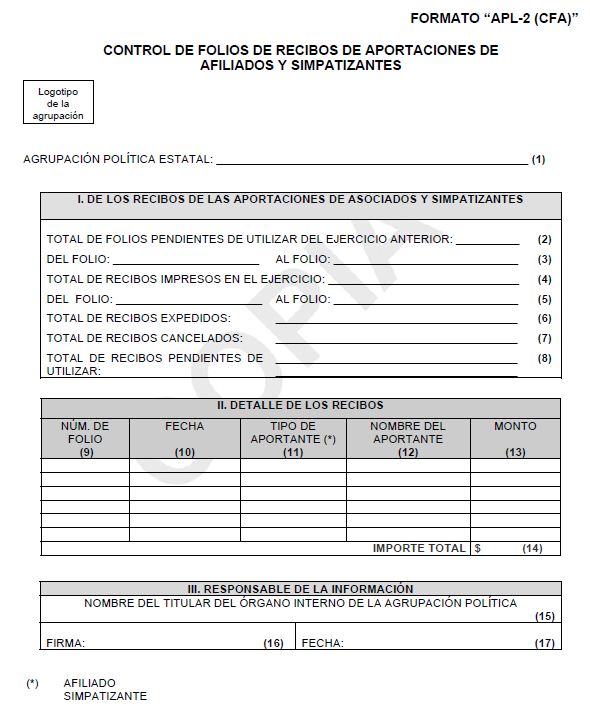 FORMATO “APL-2 (CFA)”
CONTROL DE FOLIOS DE RECIBOS DE APORTACIONES DE
AFILIADOS Y SIMPATIZANTES
Logotipo
de la
agrupación
AGRUPACIÓN POLÍTICA ESTATAL: (1)
I. DE LOS RECIBOS DE LAS APORTACIONES DE ASOCIADOS Y SIMPATIZANTES
TOTAL DE FOLIOS PENDIENTES DE UTILIZAR DEL EJERCICIO ANTERIOR: (2)
DEL FOLIO: AL FOLIO: (3)
TOTAL DE RECIBOS IMPRESOS EN EL EJERCICIO: (4)
DEL FOLIO: AL FOLIO: (5)
TOTAL DE RECIBOS EXPEDIDOS: (6)
TOTAL DE RECIBOS CANCELADOS: (7)
TOTAL DE RECIBOS PENDIENTES DE (8)
UTILIZAR:
COPIA
II. DETALLE DE LOS RECIBOS
NÚM. DE FECHA TIPO DE NOMBRE DEL MONTO
FOLIO APORTANTE (*) APORTANTE
(9) (10) (11) (12) (13)
IMPORTE TOTAL $ (14)
III. RESPONSABLE DE LA INFORMACIÓN
NOMBRE DEL TITULAR DEL ÓRGANO INTERNO DE LA AGRUPACIÓN POLÍTICA
(15)
FIRMA: (16) FECHA: (17)
(*) AFILIADO
SIMPATIZANTE